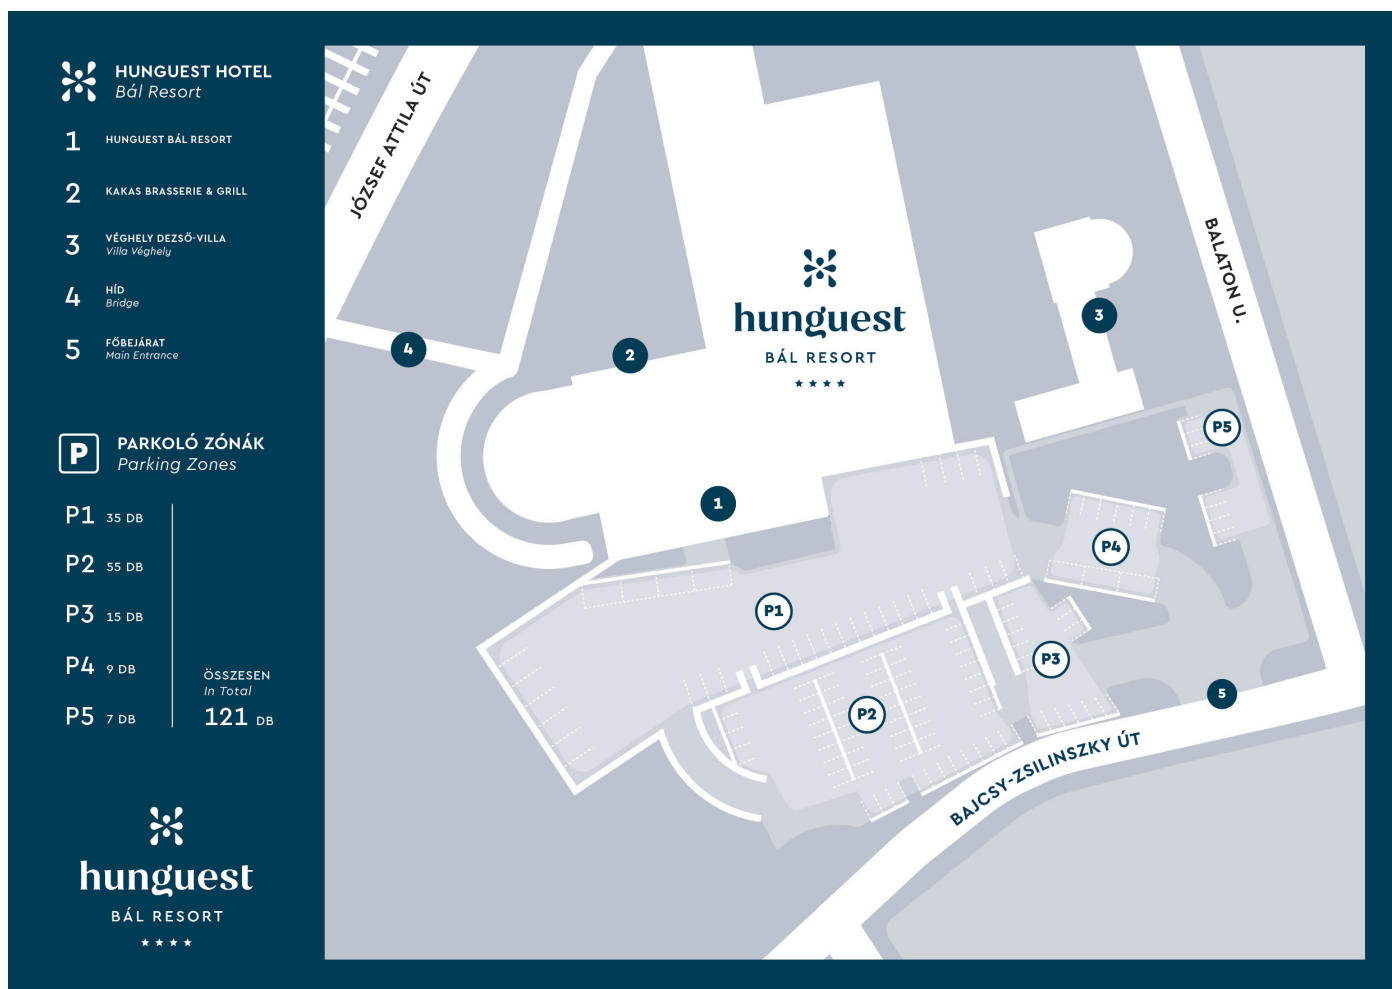 HUNGUEST HOTEL
Bál Resort
1 HUNGUEST BÁL RESORT
2 KAKAS BRASSERIE & GRILL
3 VÉGHELY DEZSŐ-VILLA
Villa Véghely
4 HÍD
Bridge
5 FŐBEJÁRAT
Main Entrance
P PARKOLÓ ZÓNÁK
Parking Zones
P1 35 DB
P2 55 DB
P3 15 DB
P4 9 DB
P5 7 DB
ÖSSZESEN
In Total
121 DB
hunguest
BÁL RESORT
JÓZSEF ATTILA ÚT
BALATON U.
hunguest
BÁL RESORT
3
4
2
P5
1
P4
P1
P3
5
P2
BAJCSY-ZSILINSZKY ÚT